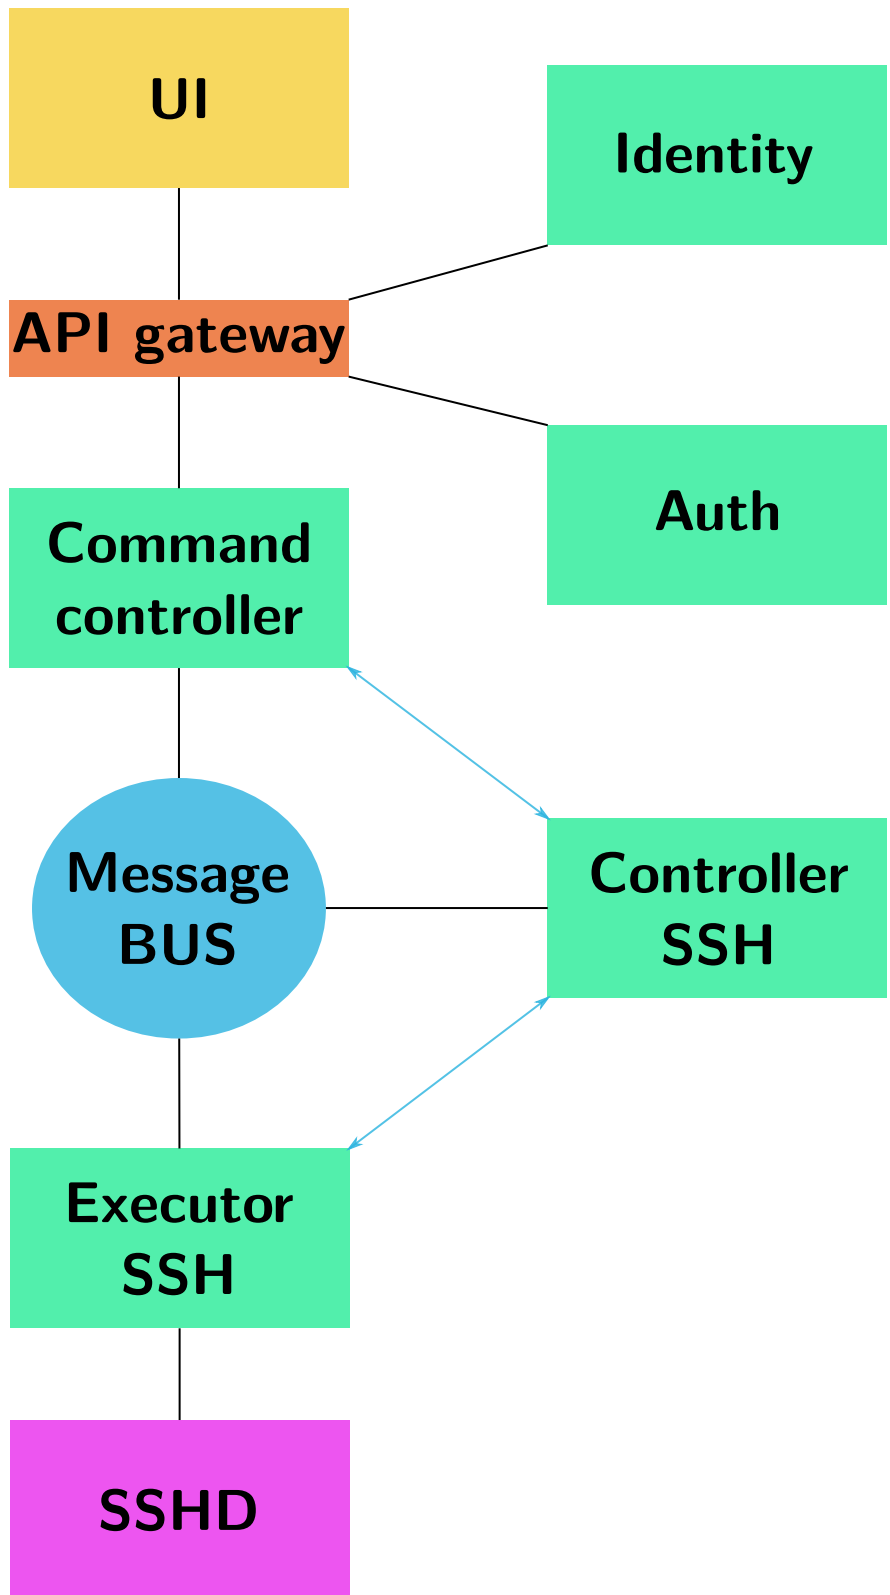 UI
Identity
API gateway
Auth
Command
controller
Message
BUS
Controller
SSH
Executor
SSH
SSHD